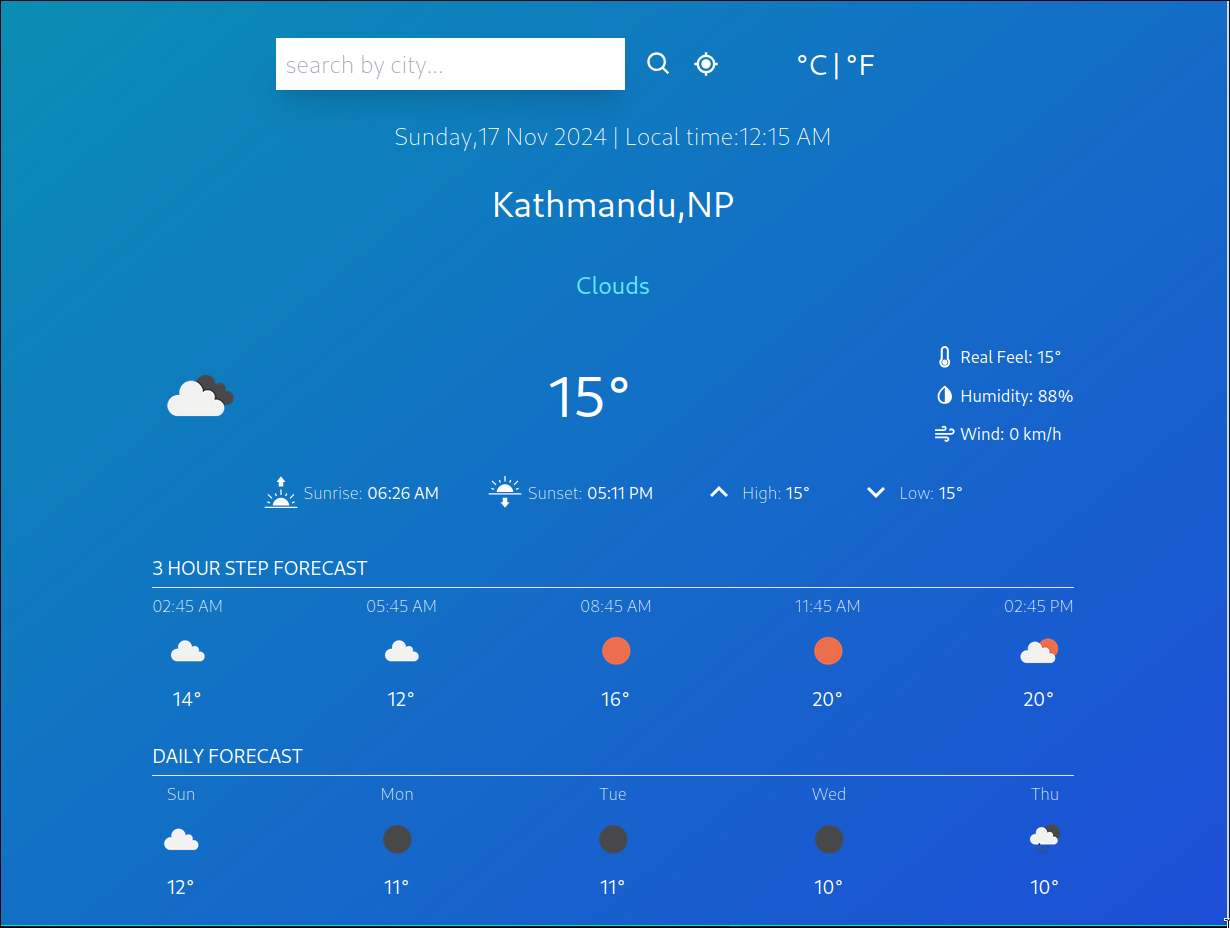 search by city... °C | °F
Sunday,17 Nov 2024 | Local time:12:15 AM
Kathmandu,NP
Clouds
15°
Real Feel: 15°
Humidity: 88%
Wind: 0 km/h
Sunrise: 06:26 AM Sunset: 05:11 PM High: 15° Low: 15°
3 HOUR STEP FORECAST
02:45 AM 05:45 AM 08:45 AM 11:45 AM 02:45 PM
14° 12° 16° 20° 20°
DAILY FORECAST
Sun Mon Tue Wed Thu
12° 11° 11° 10° 10°